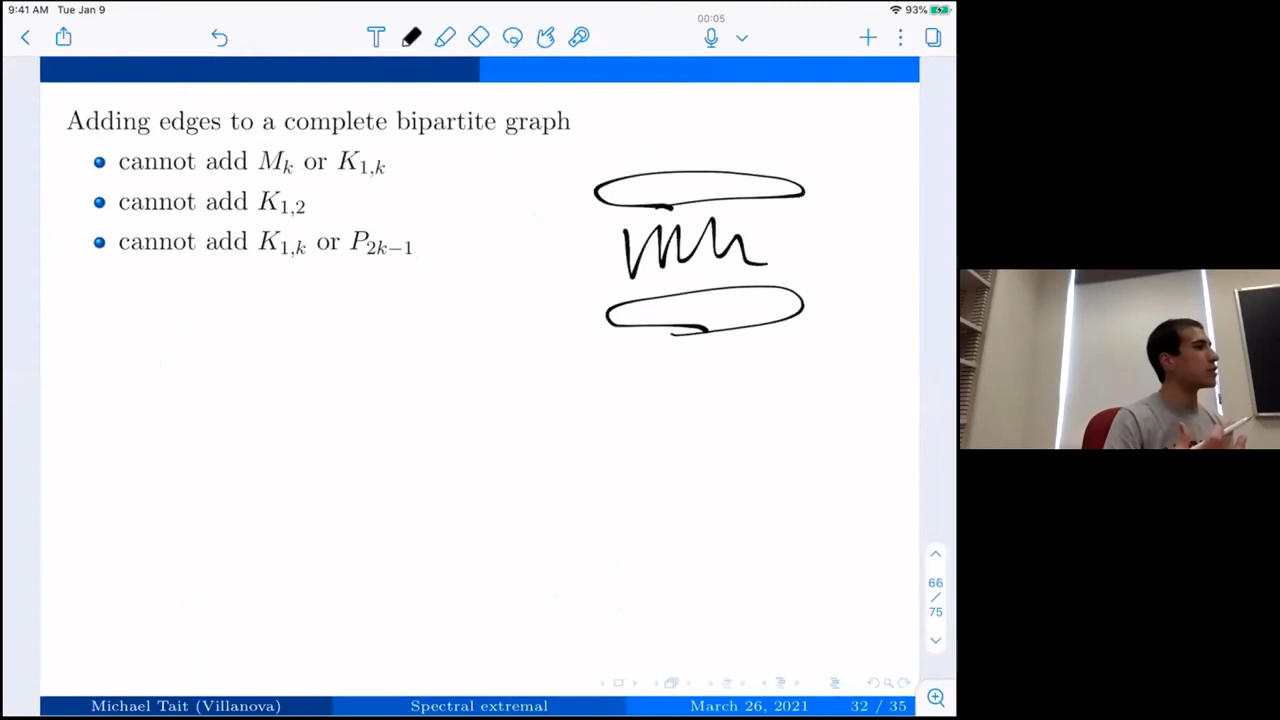 9:41 AM Tue Jan 9
93%
00:05
Adding edges to a complete bipartite graph
cannot add M_k or K_{1,k}
cannot add K_{1,2}
cannot add K_{1,k} or P_{2k−1}
66
/
75
Michael Tait (Villanova) Spectral extremal March 26, 2021 32 / 35